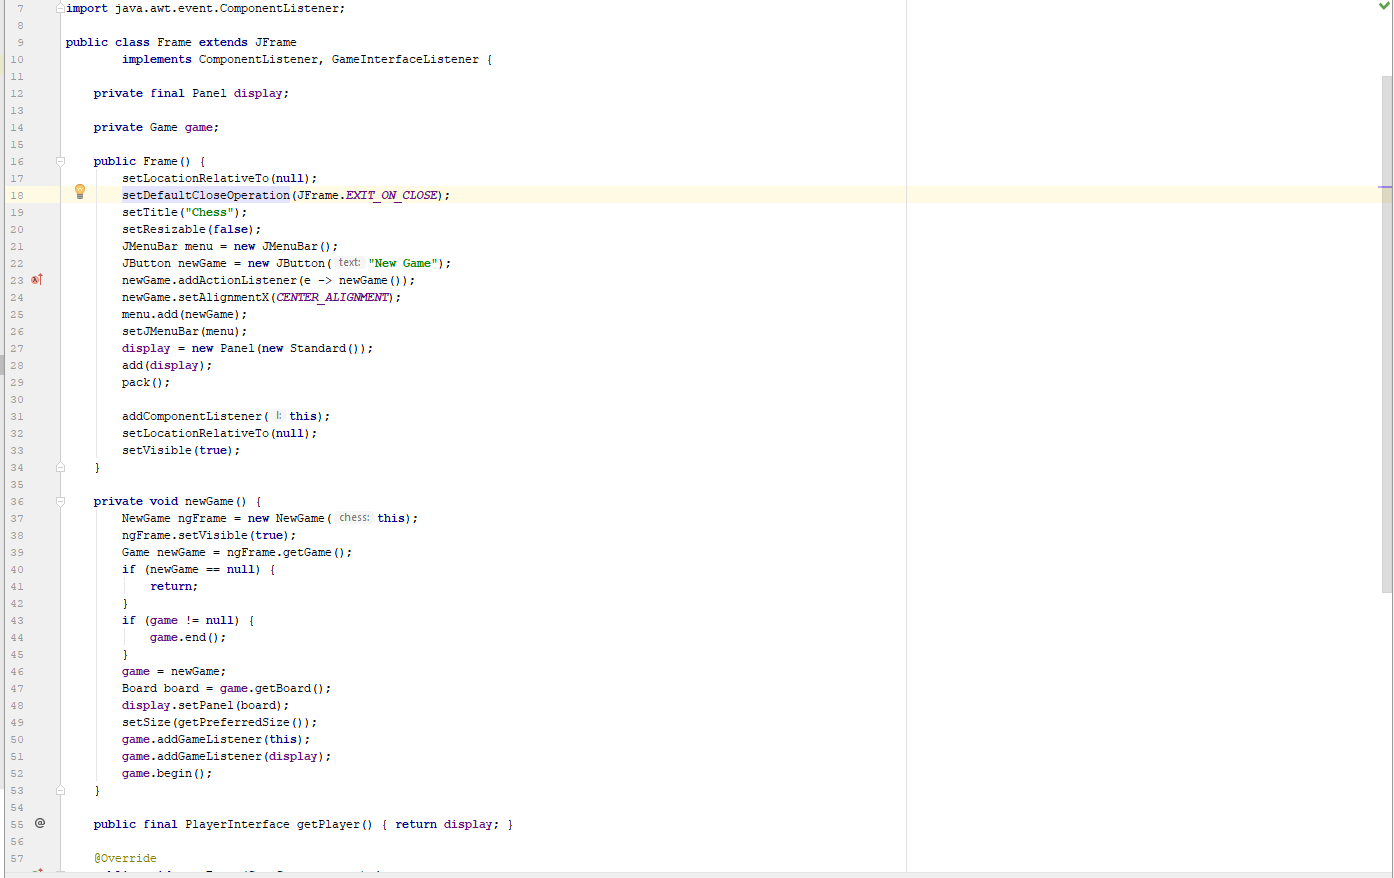 7 import java.awt.event.ComponentListener;
8
9 public class Frame extends JFrame
10 implements ComponentListener, GameInterfaceListener {
11
12 private final Panel display;
13
14 private Game game;
15
16 public Frame() {
17 setLocationRelativeTo(null);
18 setDefaultCloseOperation(JFrame.EXIT_ON_CLOSE);
19 setTitle("Chess");
20 setResizable(false);
21 JMenuBar menu = new JMenuBar();
22 JButton newGame = new JButton( text: "New Game");
23 newGame.addActionListener(e -> newGame());
24 newGame.setAlignmentX(CENTER_ALIGNMENT);
25 menu.add(newGame);
26 setJMenuBar(menu);
27 display = new Panel(new Standard());
28 add(display);
29 pack();
30
31 addComponentListener( l: this);
32 setLocationRelativeTo(null);
33 setVisible(true);
34 }
35
36 private void newGame() {
37 NewGame ngFrame = new NewGame( chess: this);
38 ngFrame.setVisible(true);
39 Game newGame = ngFrame.getGame();
40 if (newGame == null) {
41 return;
42 }
43 if (game != null) {
44 game.end();
45 }
46 game = newGame;
47 Board board = game.getBoard();
48 display.setPanel(board);
49 setSize(getPreferredSize());
50 game.addGameListener(this);
51 game.addGameListener(display);
52 game.begin();
53 }
54
55 @ public final PlayerInterface getPlayer() { return display; }
56
57 @Override